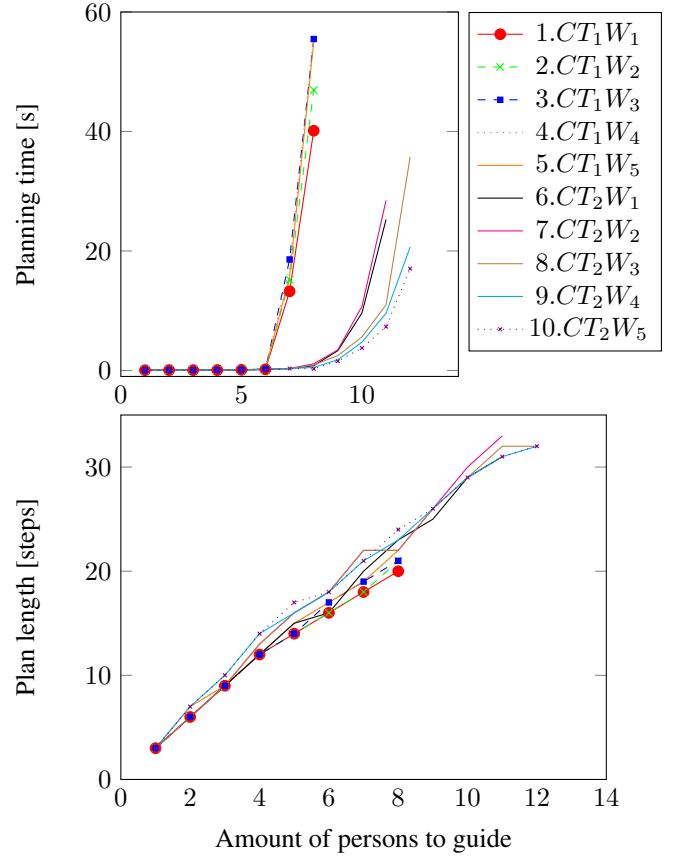 Planning time [s]
60
40
20
0
0
5
10
1.CT₁W₁
2.CT₁W₂
3.CT₁W₃
4.CT₁W₄
5.CT₁W₅
6.CT₂W₁
7.CT₂W₂
8.CT₂W₃
9.CT₂W₄
10.CT₂W₅
Plan length [steps]
30
20
10
0
0
2
4
6
8
10
12
14
Amount of persons to guide